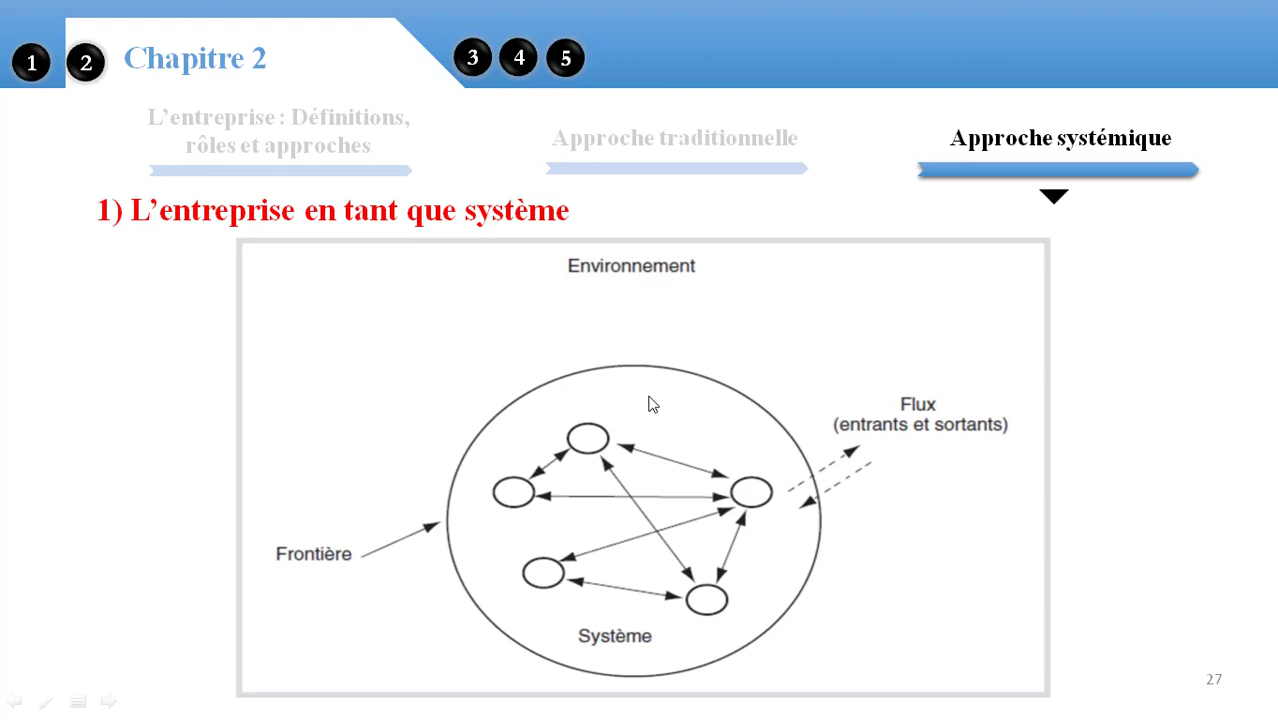 1
2
Chapitre 2
3
4
5
L’entreprise : Définitions,
rôles et approches
Approche traditionnelle
Approche systémique
1) L’entreprise en tant que système
Environnement
Flux
(entrants et sortants)
Frontière
Système
27